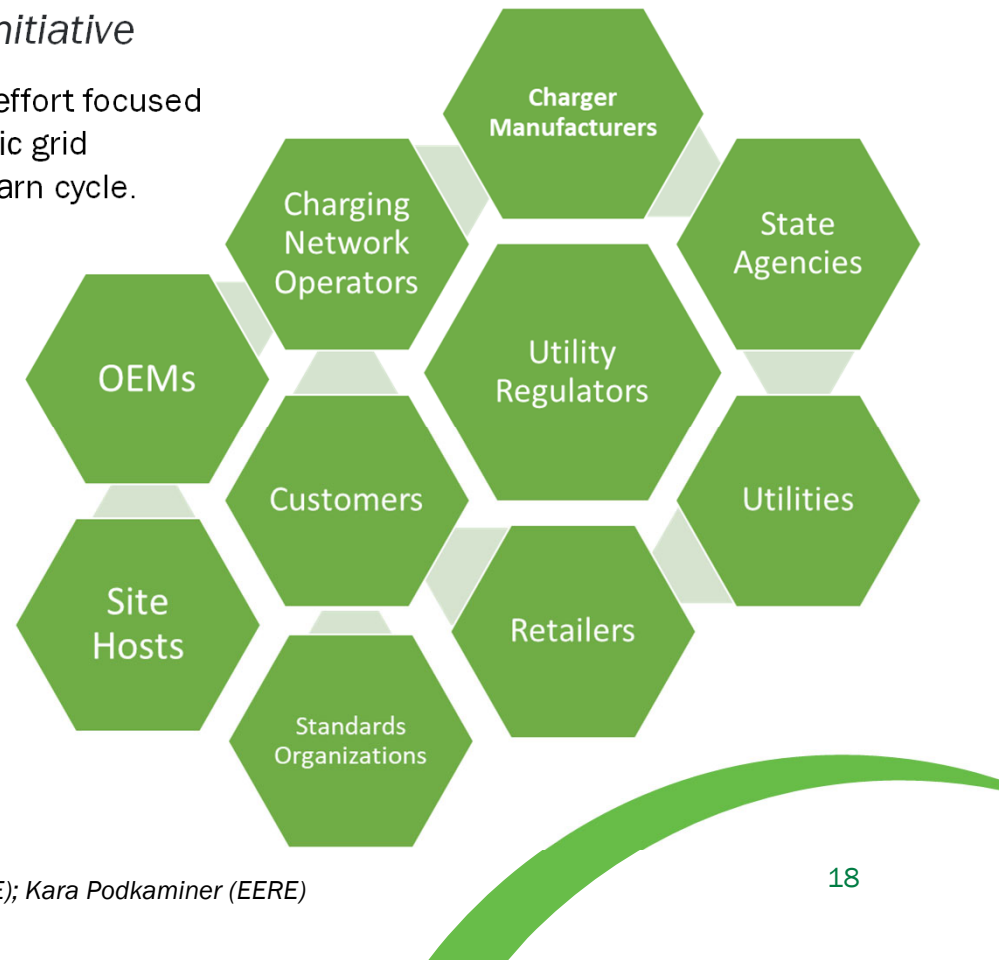 nitiative
effort focused
ic grid
arn cycle.
Charger
Manufacturers
Charging
Network
Operators
State
Agencies
OEMs
Utility
Regulators
Customers
Utilities
Site
Hosts
Retailers
Standards
Organizations
E); Kara Podkaminer (EERE)
18